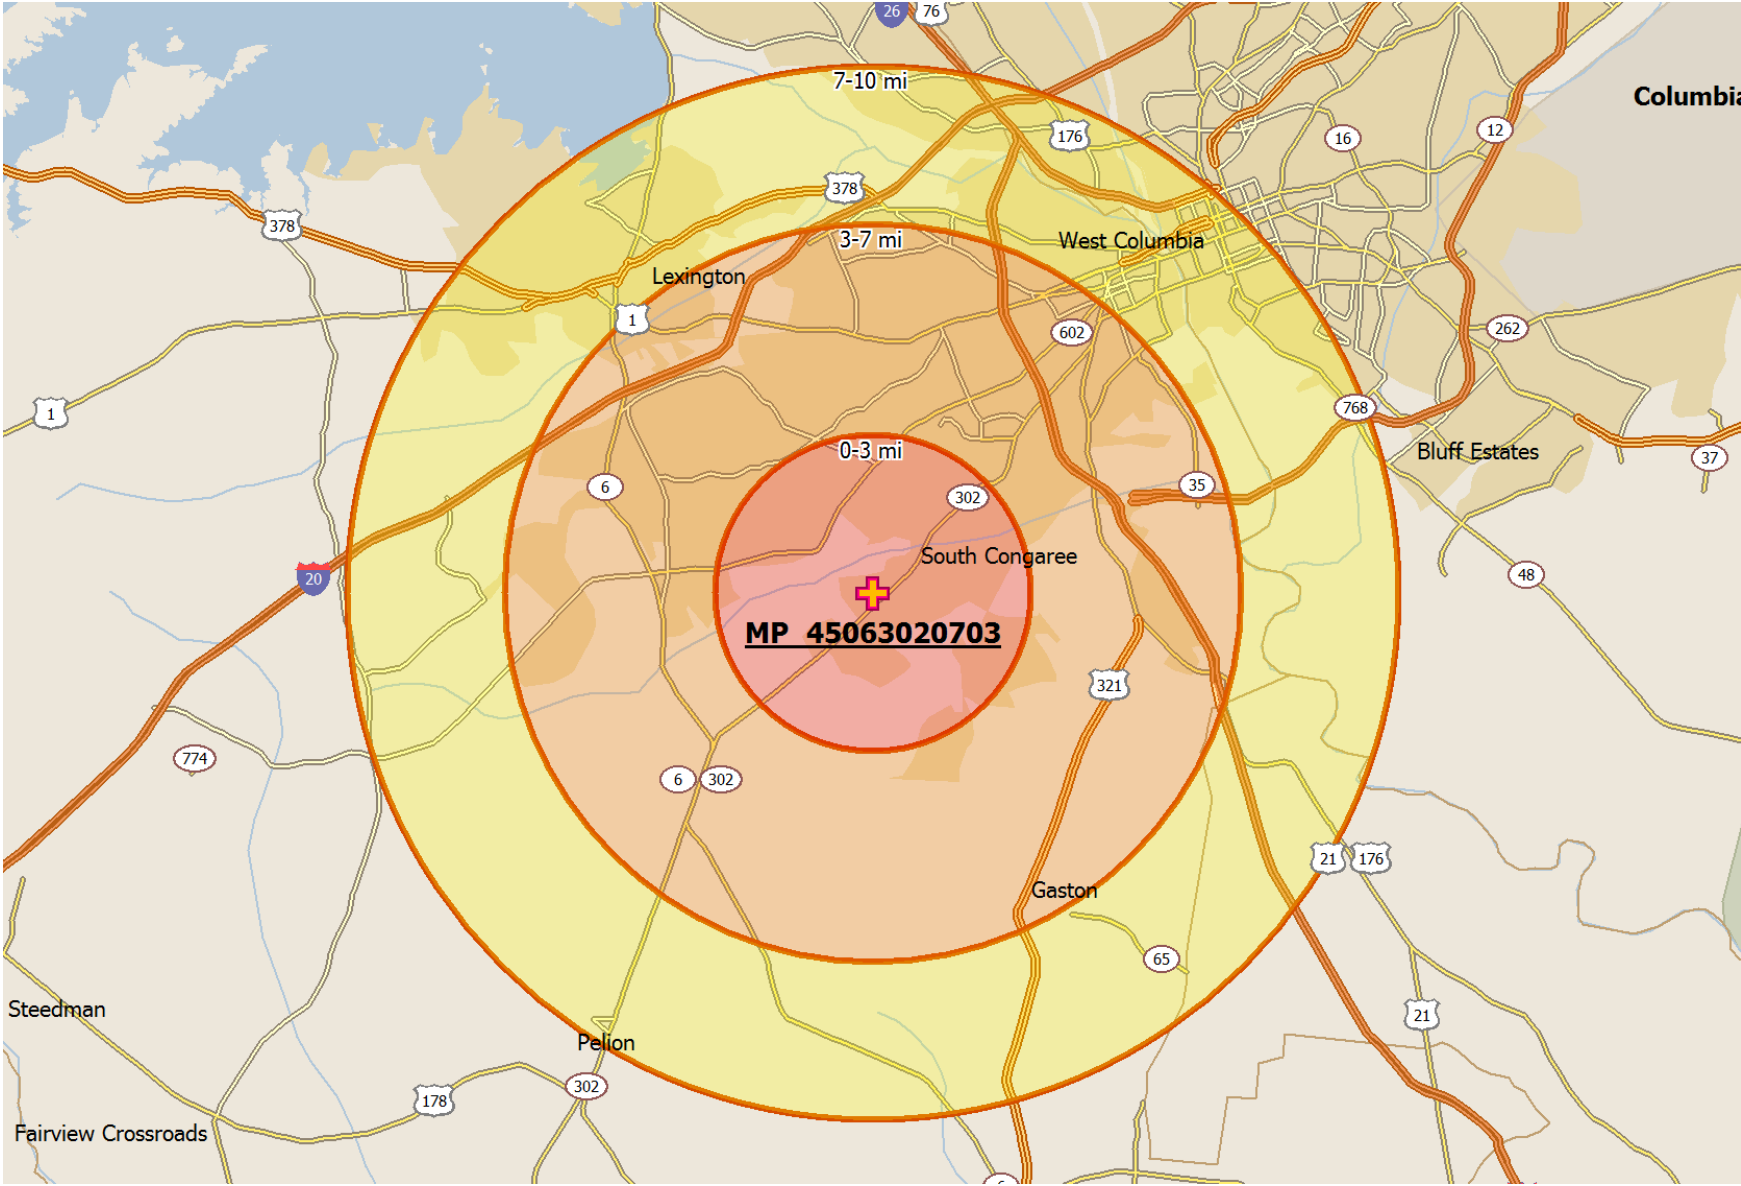 26
76
7-10 mi
Columbia
12
16
176
378
378
3-7 mi
West Columbia
Lexington
1
602
262
1
768
0-3 mi
Bluff Estates
37
6
302
35
South Congaree
20
48
MP 45063020703
321
774
6
302
21
176
Gaston
65
Steedman
21
Pelion
302
178
Fairview Crossroads